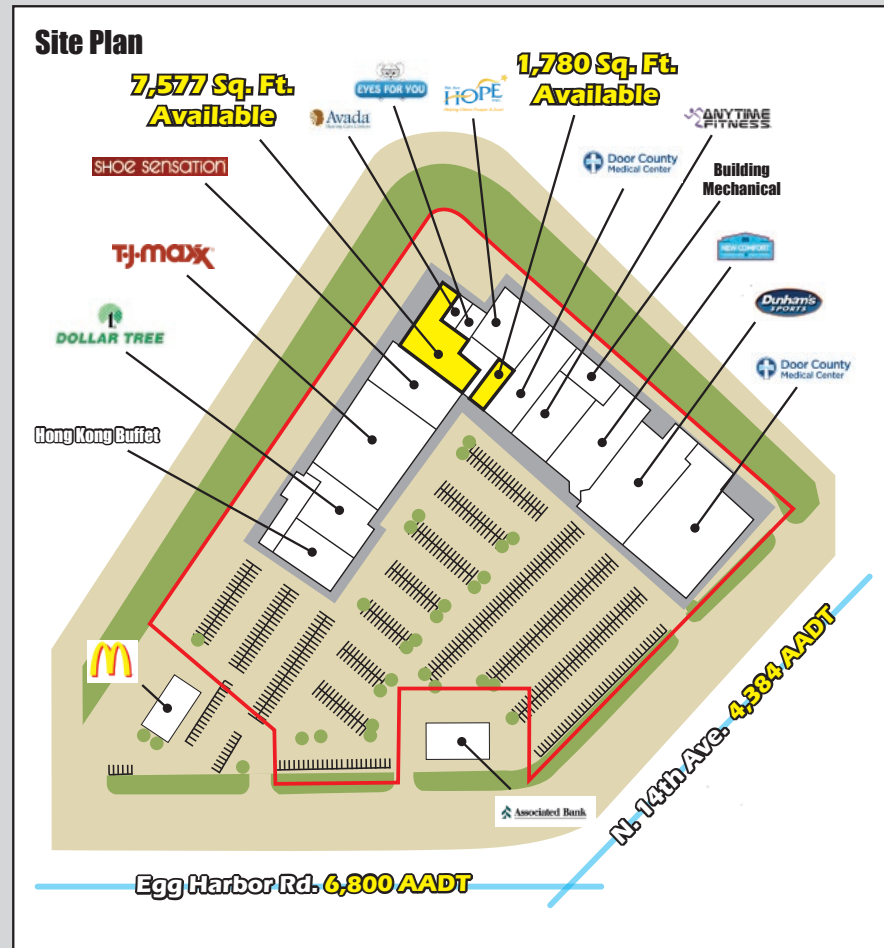 Site Plan
7,577 Sq. Ft.
Available
EYES FOR YOU
HOPE
1,780 Sq. Ft.
Available
Avada
ANYTIME
FITNESS
SHOE SENSATION
Door County
Medical Center
Building
Mechanical
T•J•maxx
NEW COMFORT
Dunham's
SPORTS
1
DOLLAR TREE
Door County
Medical Center
Hong Kong Buffet
M
Associated Bank
N. 14th Ave. 4,384 AADT
Egg Harbor Rd. 6,800 AADT